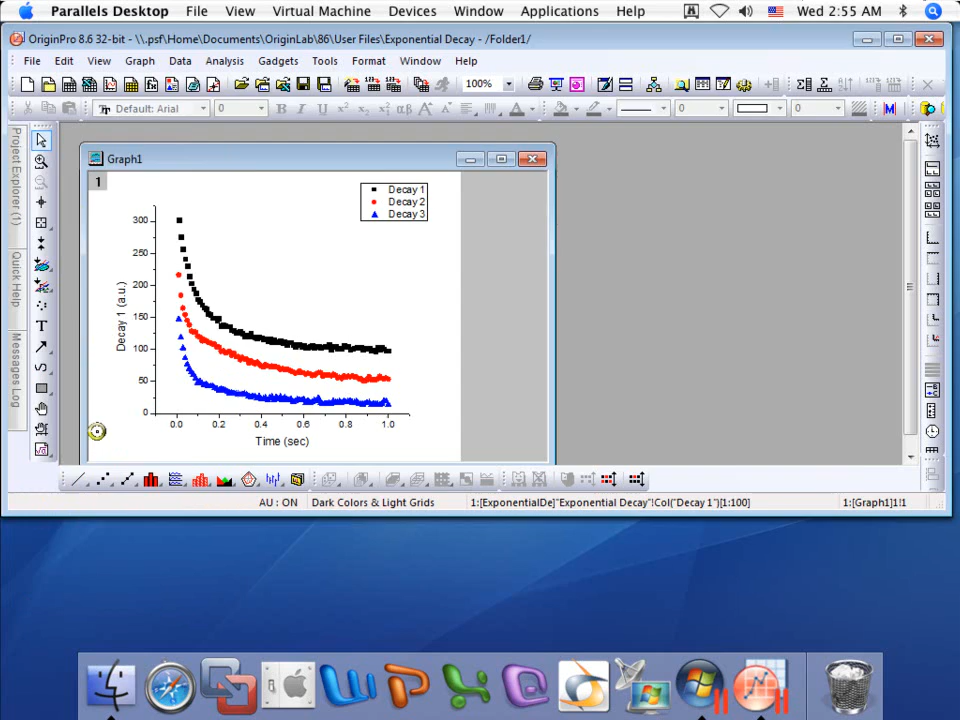 Parallels Desktop File View Virtual Machine Devices Window Applications Help Wed 2:55 AM
OriginPro 8.6 32-bit - \\.psf\Home\Documents\OriginLab\86\User Files\Exponential Decay - /Folder1/
File Edit View Graph Data Analysis Gadgets Tools Format Window Help
100%
B I U Default: Arial 0 0 0 M
Project Explorer (1)
Quick Help
Messages Log
Graph1
1
Decay 1
Decay 2
Decay 3
300
250
200
150
100
50
0
Decay 1 (a.u.)
0.0 0.2 0.4 0.6 0.8 1.0
Time (sec)
AU : ON Dark Colors & Light Grids 1:[ExponentialDe]"Exponential Decay"!Col("Decay 1")[1:100] 1:[Graph1]1!1